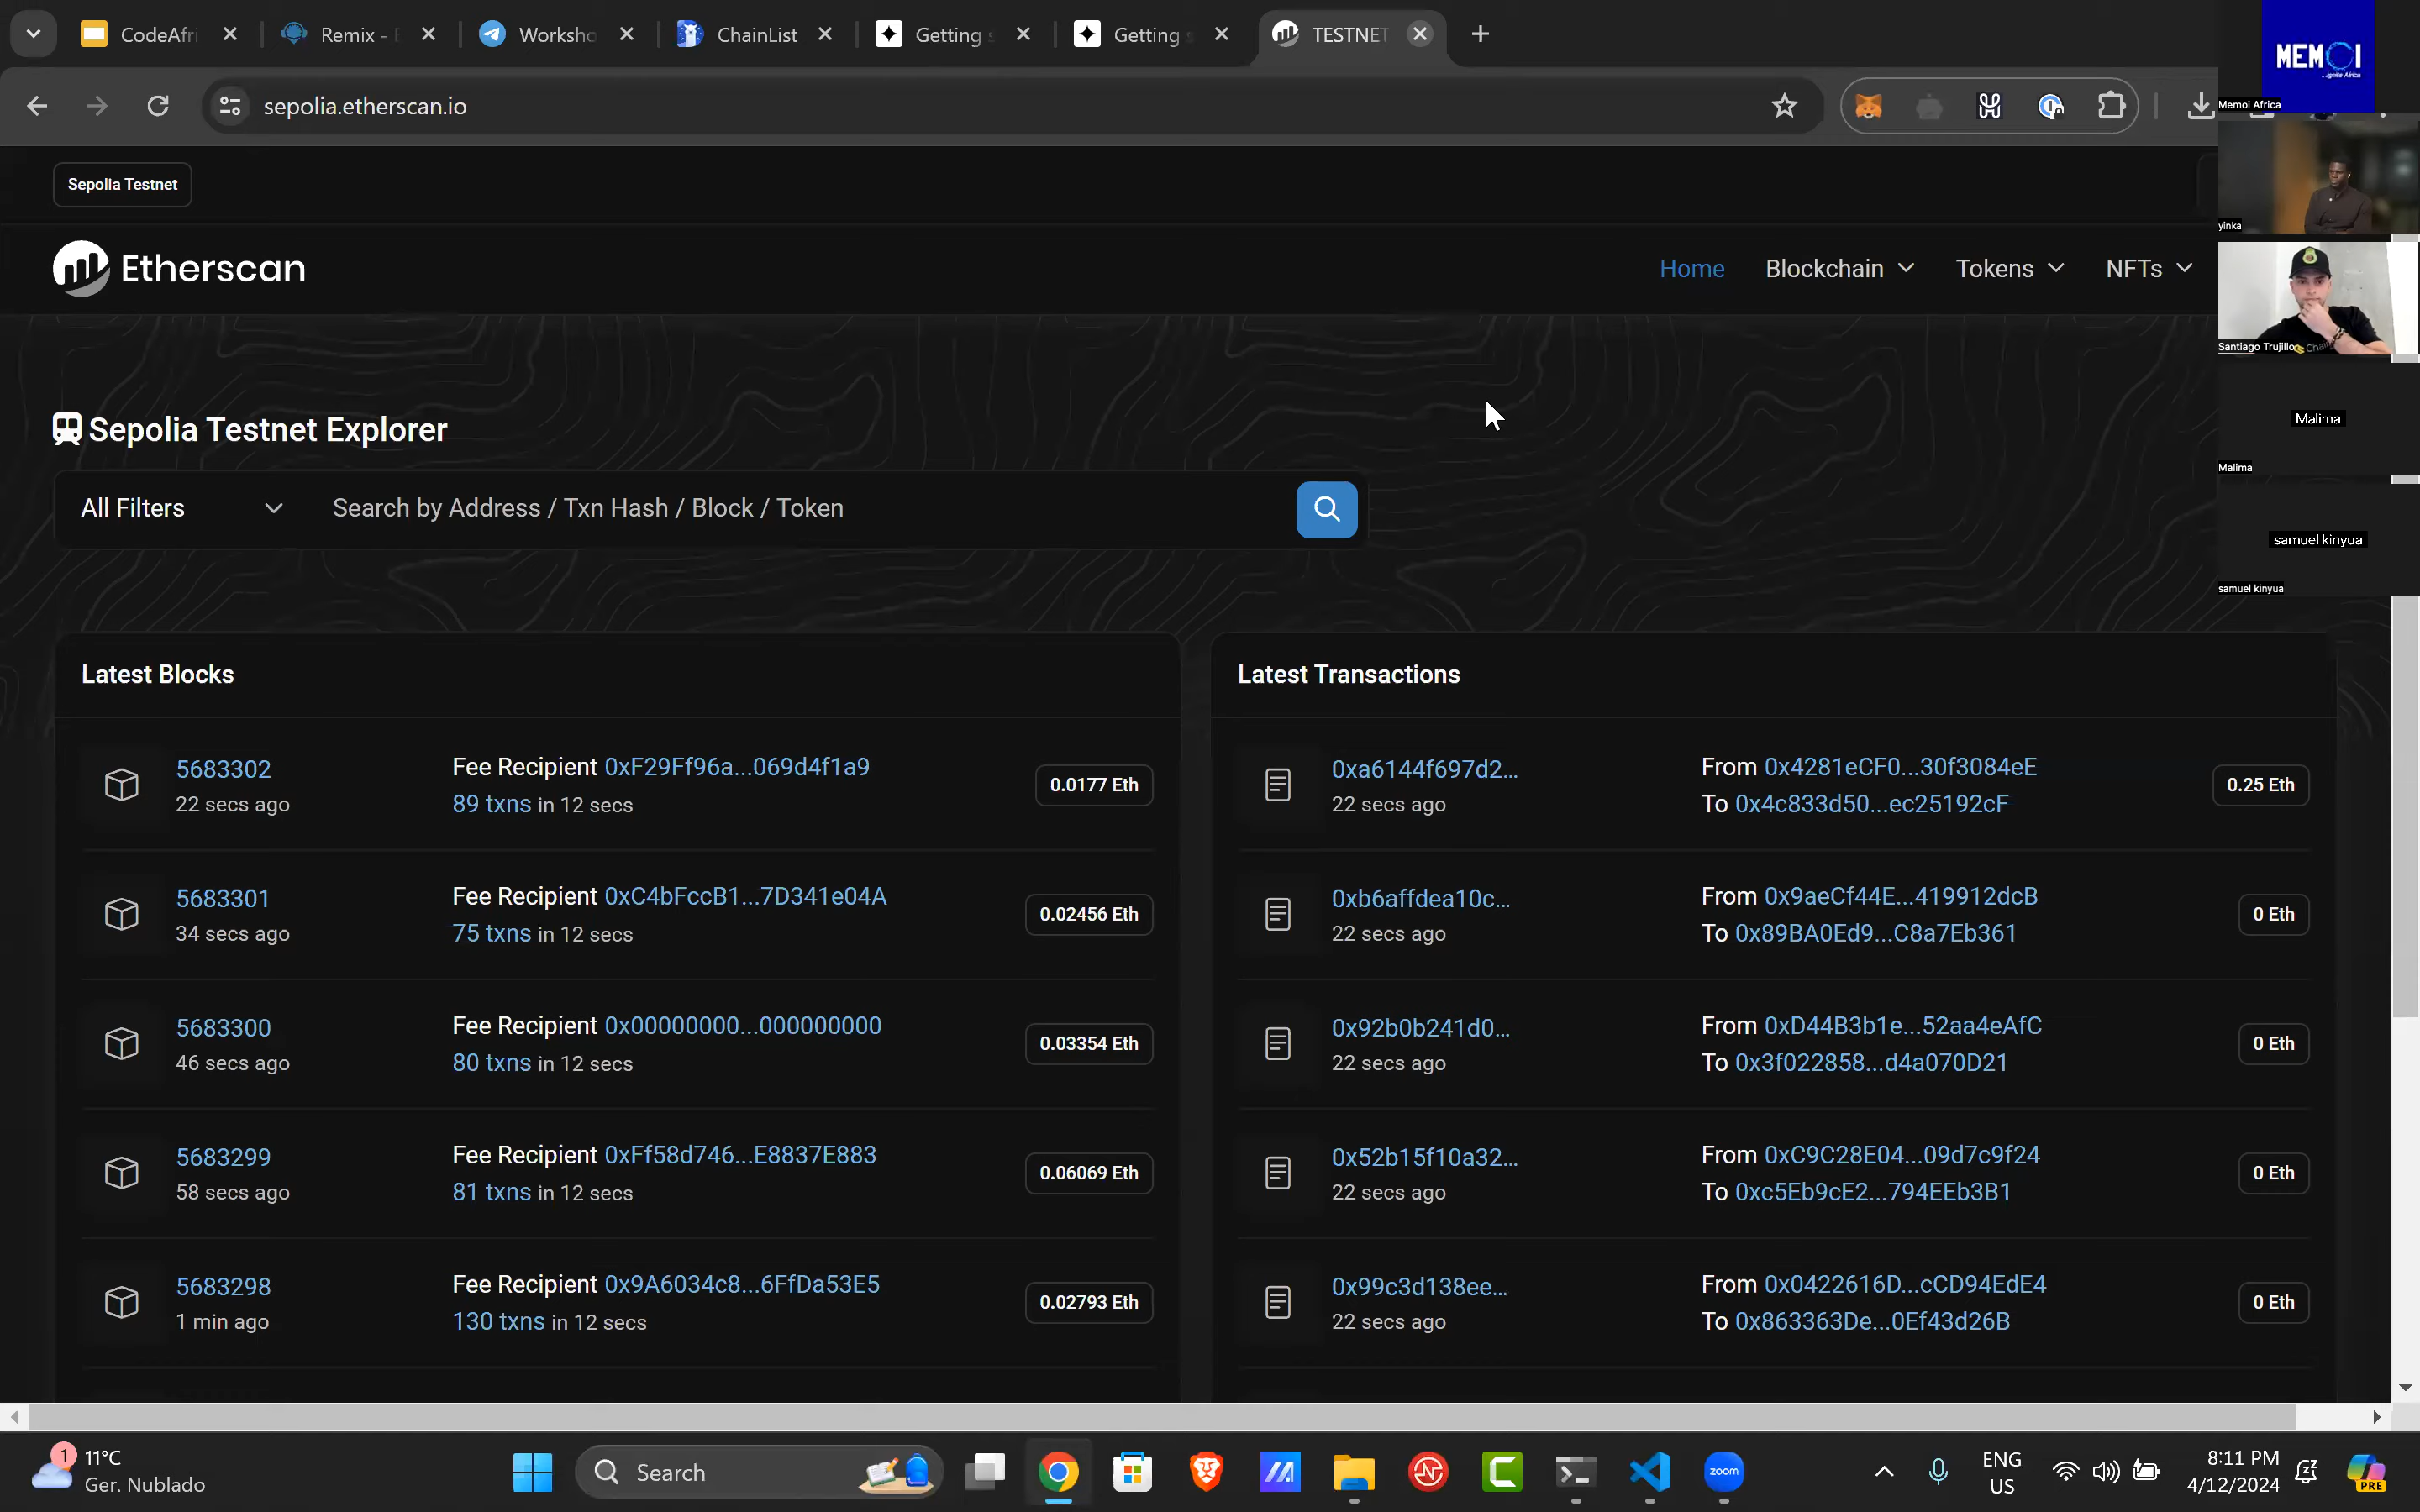 CodeAfri
Remix - E
Worksho
ChainList
Getting s
Getting s
TESTNET
sepolia.etherscan.io
MEMOI
...ignite Africa
Memoi Africa
yinka
Santiago Trujillo
Malima
Malima
samuel kinyua
samuel kinyua
Sepolia Testnet
Etherscan
Home
Blockchain
Tokens
NFTs
Sepolia Testnet Explorer
All Filters
Search by Address / Txn Hash / Block / Token
Latest Blocks
5683302
22 secs ago
Fee Recipient 0xF29Ff96a...069d4f1a9
89 txns in 12 secs
0.0177 Eth
5683301
34 secs ago
Fee Recipient 0xC4bFccB1...7D341e04A
75 txns in 12 secs
0.02456 Eth
5683300
46 secs ago
Fee Recipient 0x00000000...000000000
80 txns in 12 secs
0.03354 Eth
5683299
58 secs ago
Fee Recipient 0xFf58d746...E8837E883
81 txns in 12 secs
0.06069 Eth
5683298
1 min ago
Fee Recipient 0x9A6034c8...6FfDa53E5
130 txns in 12 secs
0.02793 Eth
Latest Transactions
0xa6144f697d2...
22 secs ago
From 0x4281eCF0...30f3084eE
To 0x4c833d50...ec25192cF
0.25 Eth
0xb6affdea10c...
22 secs ago
From 0x9aeCf44E...419912dcB
To 0x89BA0Ed9...C8a7Eb361
0 Eth
0x92b0b241d0...
22 secs ago
From 0xD44B3b1e...52aa4eAfC
To 0x3f022858...d4a070D21
0 Eth
0x52b15f10a32...
22 secs ago
From 0xC9C28E04...09d7c9f24
To 0xc5Eb9cE2...794EEb3B1
0 Eth
0x99c3d138ee...
22 secs ago
From 0x0422616D...cCD94EdE4
To 0x863363De...0Ef43d26B
0 Eth
1
11°C
Ger. Nublado
Search
zoom
ENG
US
8:11 PM
4/12/2024
PRE